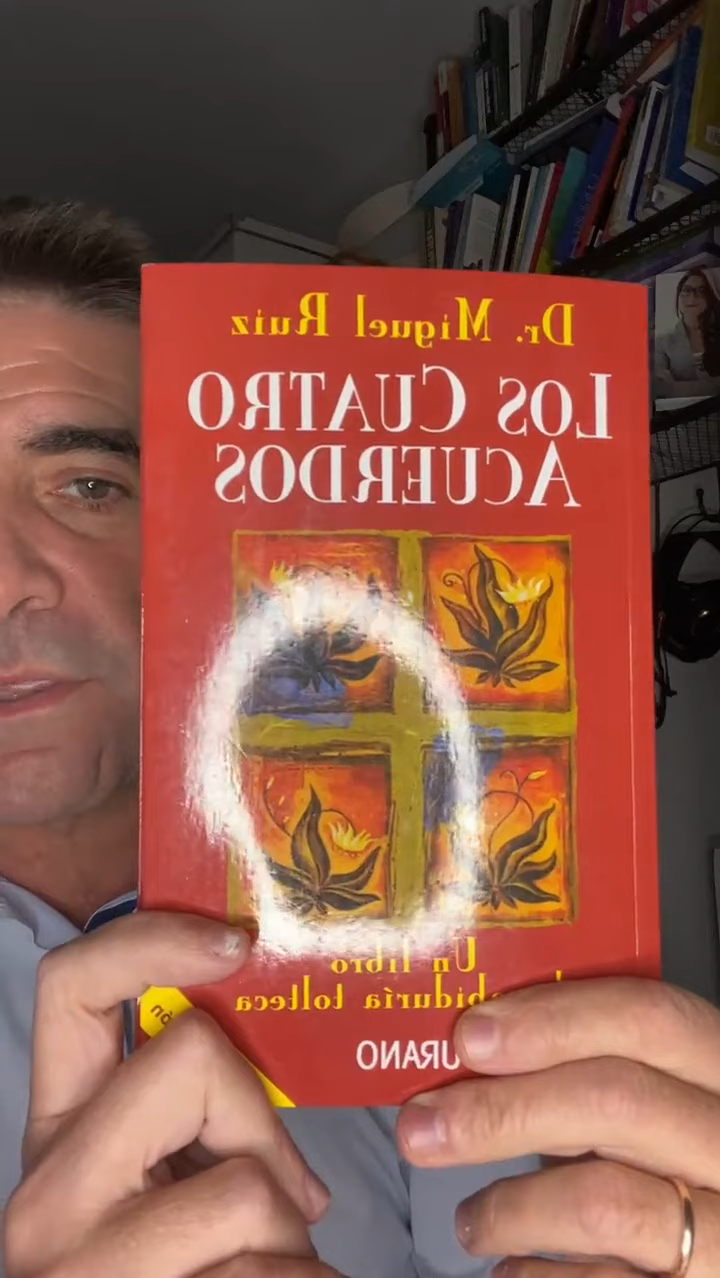 Dr. Miguel Ruiz
LOS CUATRO
ACUERDOS
Un libro
tolteca
URANO